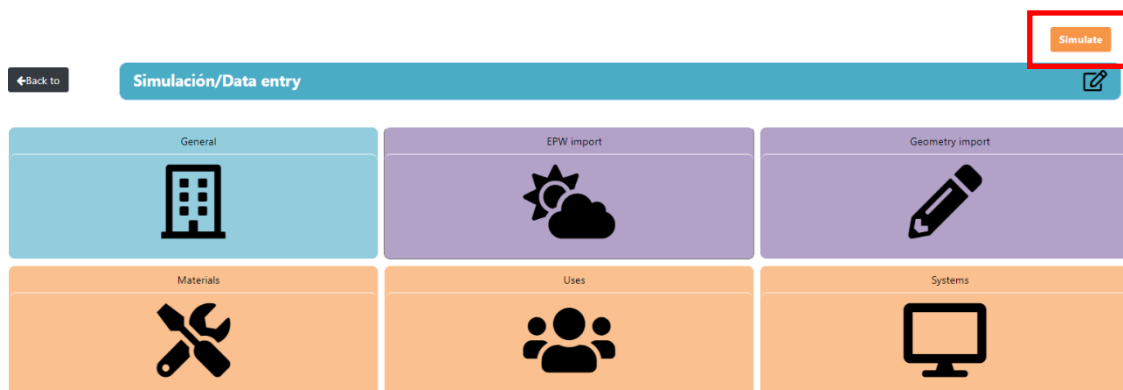 Simulate
Back to
Simulación/Data entry
General
EPW import
Geometry import
Materials
Uses
Systems